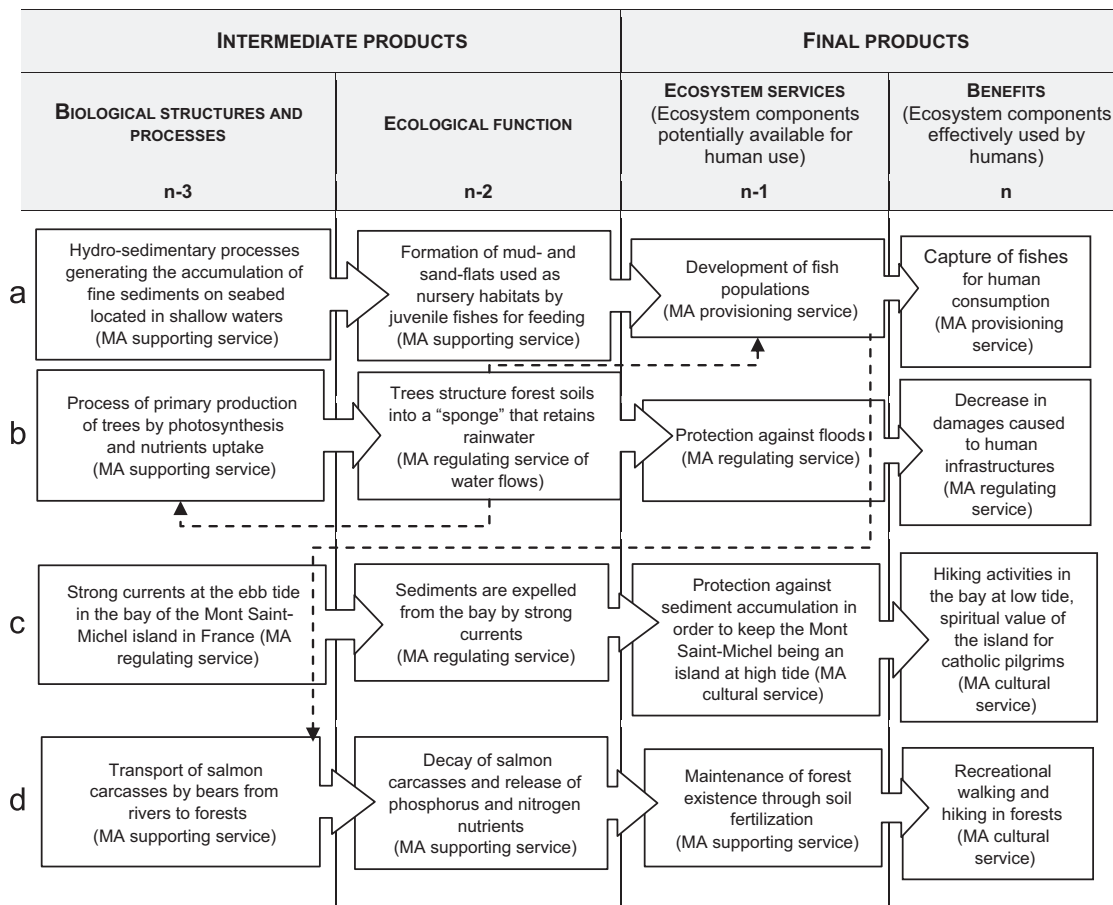 INTERMEDIATE PRODUCTS
FINAL PRODUCTS
BIOLOGICAL STRUCTURES AND
PROCESSES
n-3
ECOLOGICAL FUNCTION
n-2
ECOSYSTEM SERVICES
(Ecosystem components
potentially available for
human use)
n-1
BENEFITS
(Ecosystem components
effectively used by
humans)
n
a
Hydro-sedimentary processes
generating the accumulation of
fine sediments on seabed
located in shallow waters
(MA supporting service)
Formation of mud- and
sand-flats used as
nursery habitats by
juvenile fishes for feeding
(MA supporting service)
Development of fish
populations
(MA provisioning service)
Capture of fishes
for human
consumption
(MA provisioning
service)
b
Process of primary production
of trees by photosynthesis
and nutrients uptake
(MA supporting service)
Trees structure forest soils
into a “sponge” that retains
rainwater
(MA regulating service of
water flows)
Protection against floods
(MA regulating service)
Decrease in
damages caused
to human
infrastructures
(MA regulating
service)
c
Strong currents at the ebb tide
in the bay of the Mont Saint-
Michel island in France (MA
regulating service)
Sediments are expelled
from the bay by strong
currents
(MA regulating service)
Protection against
sediment accumulation in
order to keep the Mont
Saint-Michel being an
island at high tide (MA
cultural service)
Hiking activities in
the bay at low tide,
spiritual value of
the island for
catholic pilgrims
(MA cultural
service)
d
Transport of salmon
carcasses by bears from
rivers to forests
(MA supporting service)
Decay of salmon
carcasses and release of
phosphorus and nitrogen
nutrients
(MA supporting service)
Maintenance of forest
existence through soil
fertilization
(MA supporting service)
Recreational
walking and
hiking in forests
(MA cultural
service)